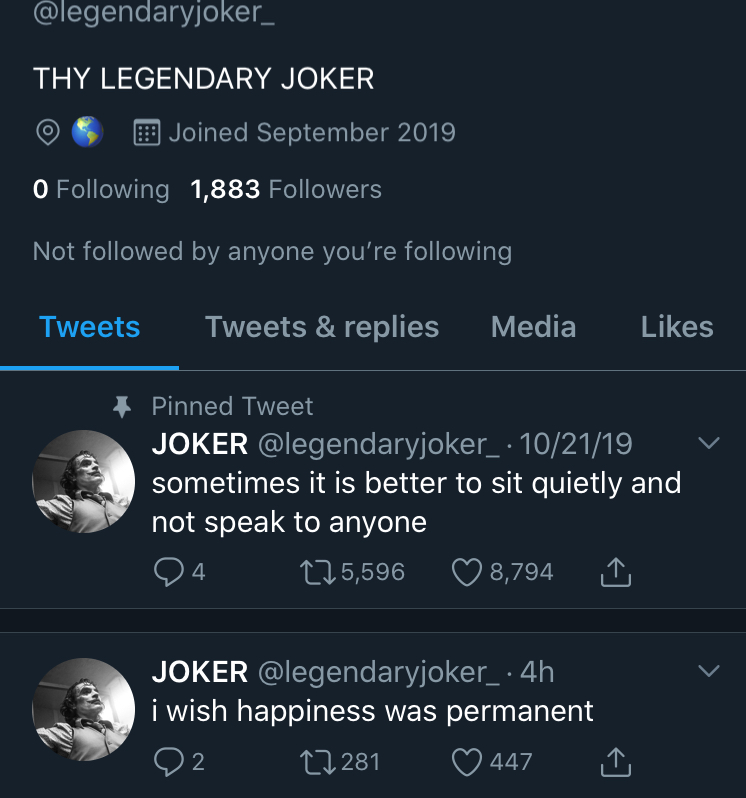 @legendaryjoker_
THY LEGENDARY JOKER
Joined September 2019
0 Following 1,883 Followers
Not followed by anyone you’re following
Tweets Tweets & replies Media Likes
Pinned Tweet
JOKER @legendaryjoker_ · 10/21/19
sometimes it is better to sit quietly and
not speak to anyone
4 5,596 8,794
JOKER @legendaryjoker_ · 4h
i wish happiness was permanent
2 281 447